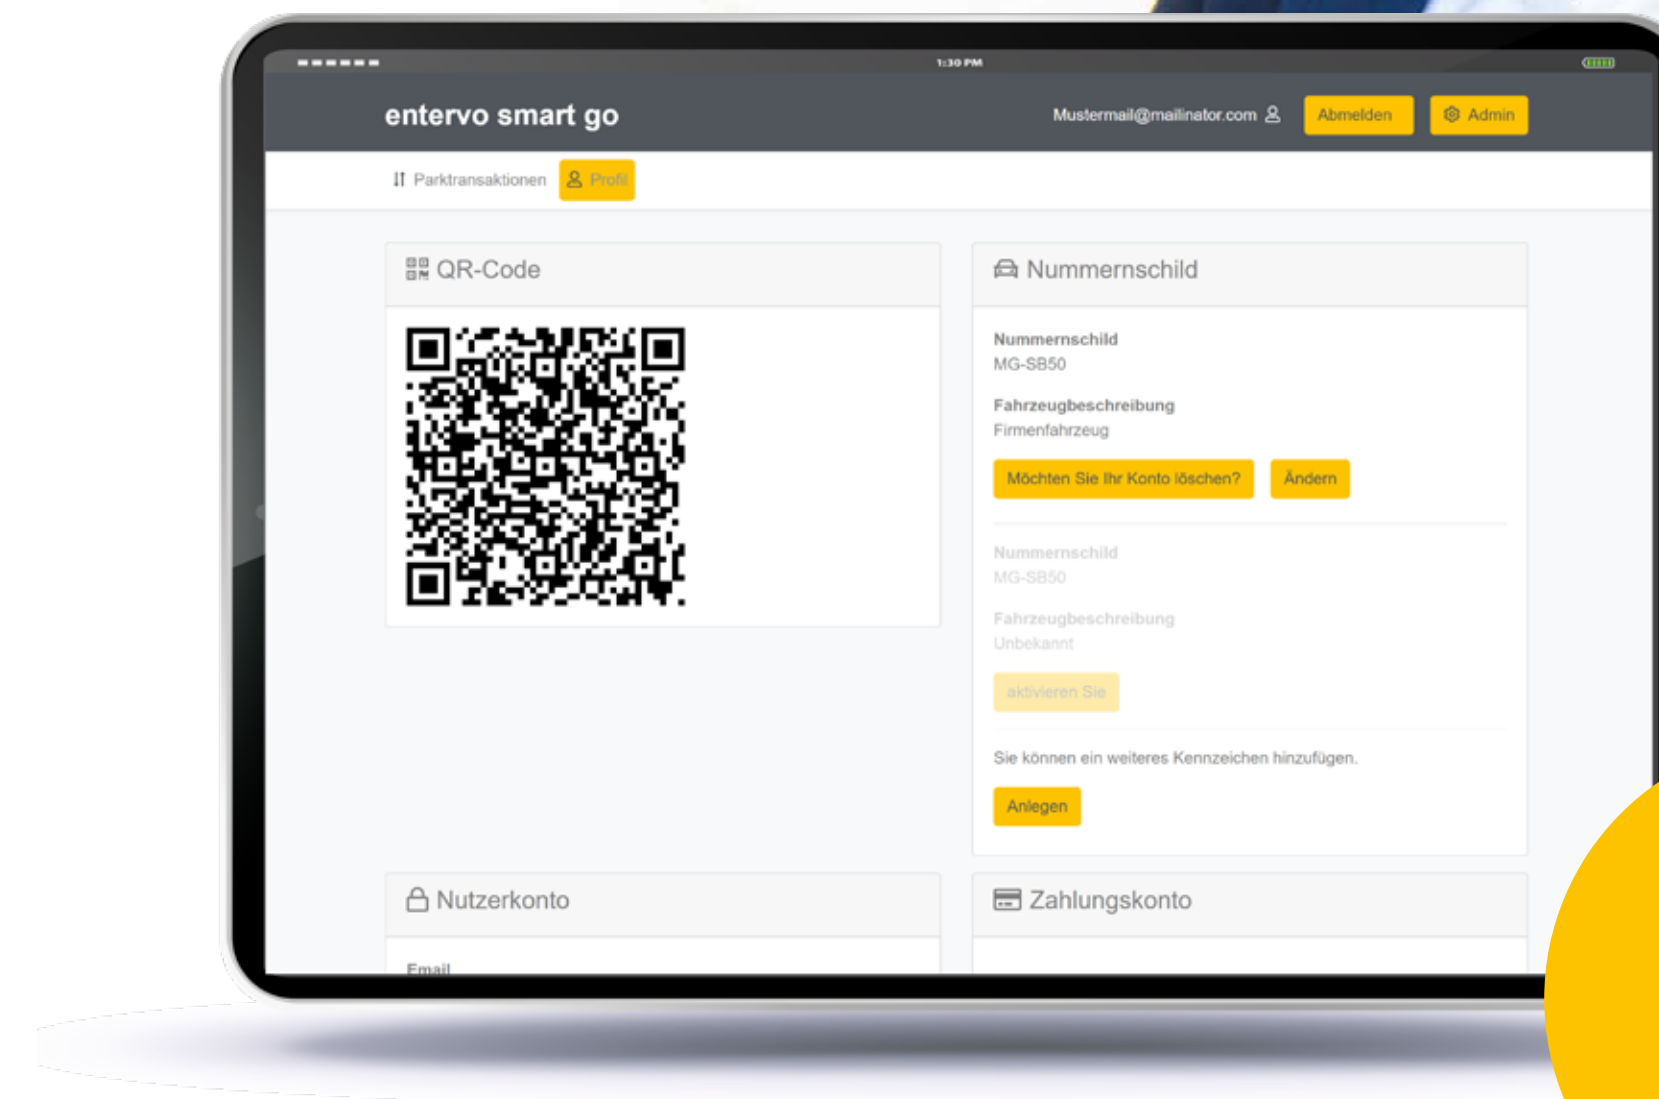 1:30 PM
entervo smart go
Mustermail@mailinator.com
Abmelden
Admin
Parktransaktionen
Profil
QR-Code
Nummernschild
Nummernschild
MG-SB50
Fahrzeugbeschreibung
Firmenfahrzeug
Möchten Sie Ihr Konto löschen?
Ändern
Nummernschild
MG-SB50
Fahrzeugbeschreibung
Unbekannt
aktivieren Sie
Sie können ein weiteres Kennzeichen hinzufügen.
Anlegen
Nutzerkonto
Zahlungskonto
Email